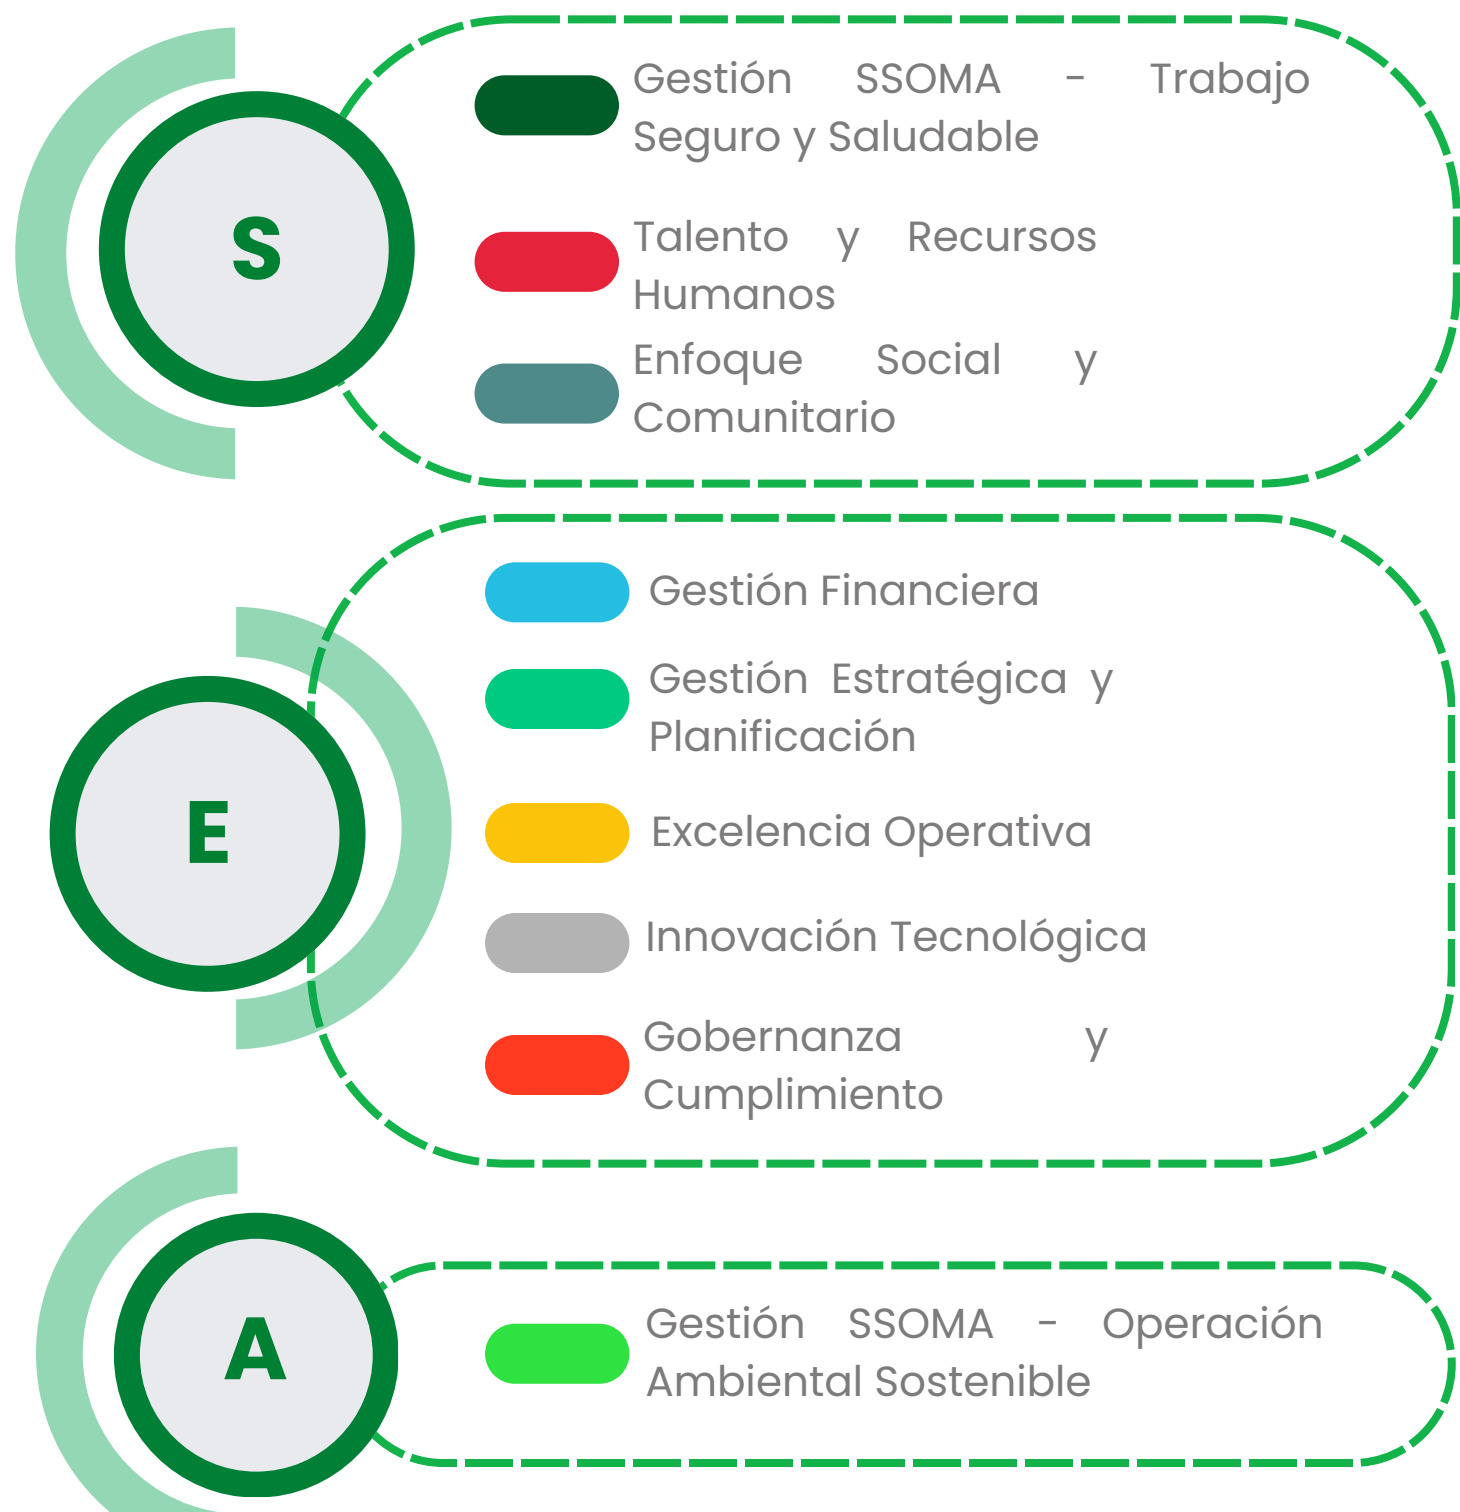 S
Gestión SSOMA - Trabajo
Seguro y Saludable
Talento y Recursos
Humanos
Enfoque Social y
Comunitario
E
Gestión Financiera
Gestión Estratégica y
Planificación
Excelencia Operativa
Innovación Tecnológica
Gobernanza y
Cumplimiento
A
Gestión SSOMA - Operación
Ambiental Sostenible